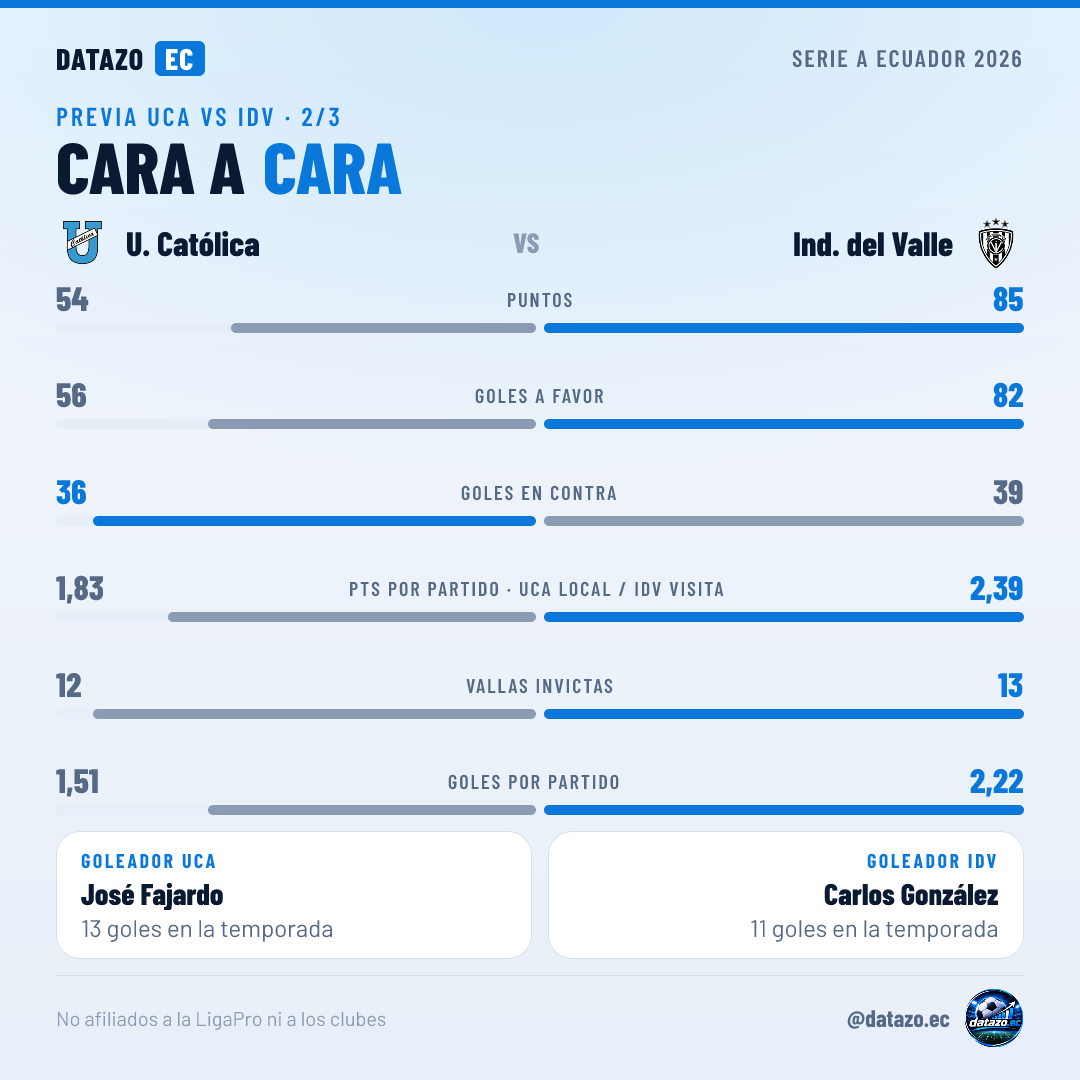 DATAZO EC
SERIE A ECUADOR 2026
PREVIA UCA VS IDV · 2/3
CARA A CARA
Católica
U. Católica
VS
Ind. del Valle
54 PUNTOS 85
56 GOLES A FAVOR 82
36 GOLES EN CONTRA 39
1,83 PTS POR PARTIDO · UCA LOCAL / IDV VISITA 2,39
12 VALLAS INVICTAS 13
1,51 GOLES POR PARTIDO 2,22
GOLEADOR UCA
José Fajardo
13 goles en la temporada
GOLEADOR IDV
Carlos González
11 goles en la temporada
No afiliados a la LigaPro ni a los clubes
@datazo.ec
datazo.ec